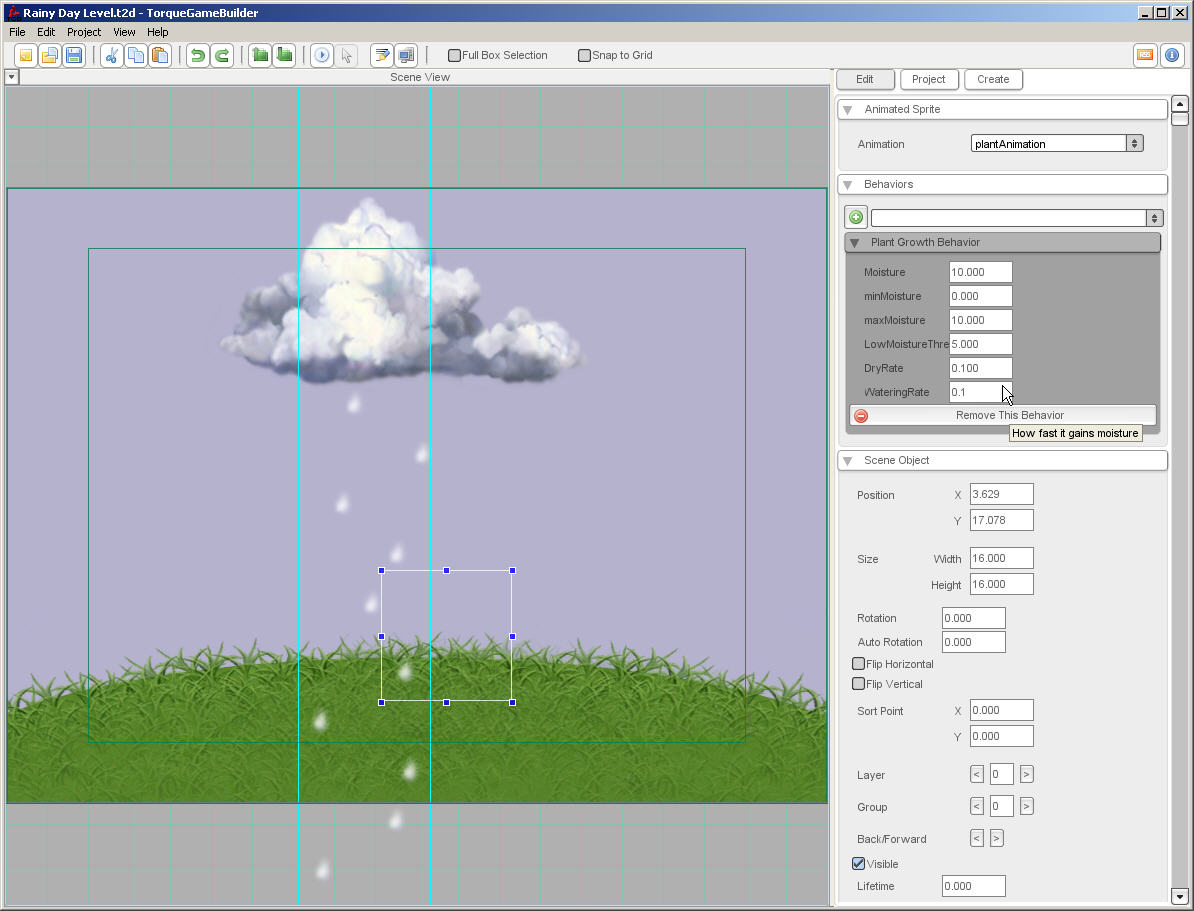 Rainy Day Level.t2d - TorqueGameBuilder
File Edit Project View Help
Full Box Selection Snap to Grid
Scene View
Edit Project Create
Animated Sprite
Animation plantAnimation
Behaviors
Plant Growth Behavior
Moisture 10.000
minMoisture 0.000
maxMoisture 10.000
LowMoistureThre 5.000
DryRate 0.100
WateringRate 0.1
Remove This Behavior
How fast it gains moisture
Scene Object
Position X 3.629
Y 17.078
Size Width 16.000
Height 16.000
Rotation 0.000
Auto Rotation 0.000
Flip Horizontal
Flip Vertical
Sort Point X 0.000
Y 0.000
Layer < 0 >
Group < 0 >
Back/Forward < >
Visible
Lifetime 0.000